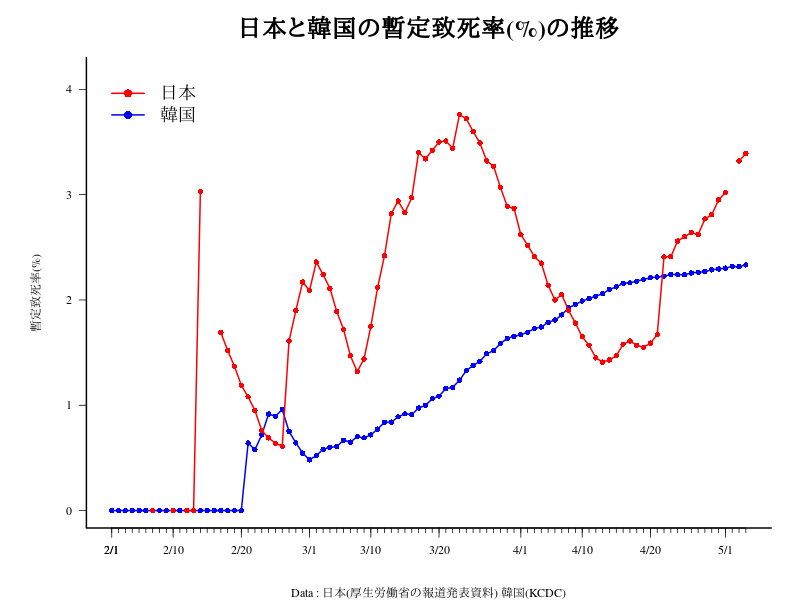 日本と韓国の暫定致死率(%)の推移
日本
韓国
暫定致死率(%)
4
3
2
1
0
2/1 2/10 2/20 3/1 3/10 3/20 4/1 4/10 4/20 5/1
Data : 日本(厚生労働省の報道発表資料) 韓国(KCDC)